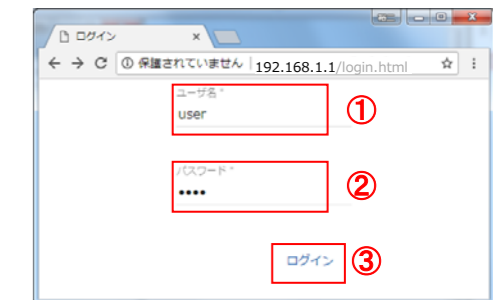 ログイン
保護されていません 192.168.1.1/login.html
ユーザ名 *
user
①
パスワード *
••••
②
ログイン
③